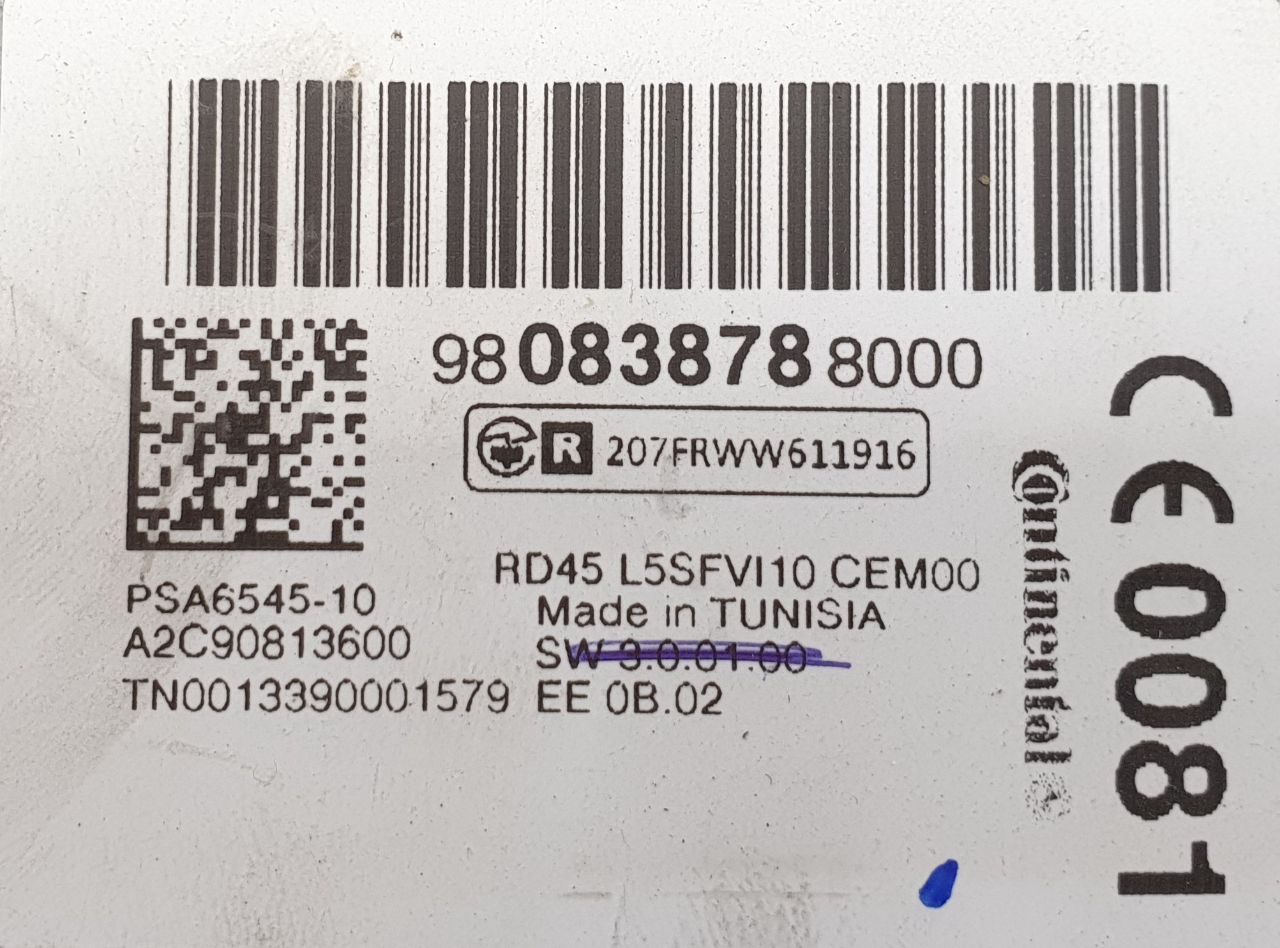 98 083878 8000
R 207FRWW611916
RD45 L5SFVI10 CEM00
Made in TUNISIA
SW 3.0.01.00
EE 0B.02
PSA6545-10
A2C90813600
TN0013390001579
Continental
CE 0081